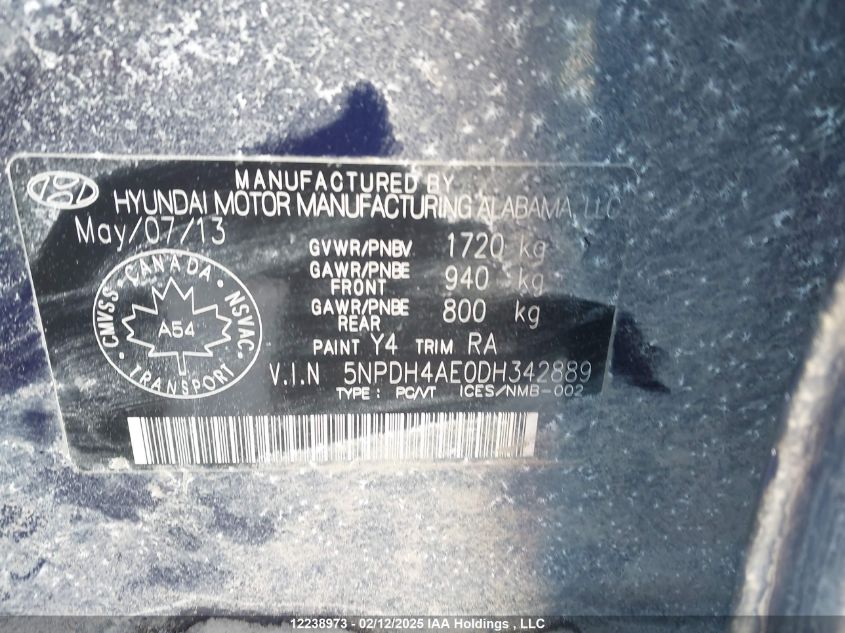 MANUFACTURED BY
HYUNDAI MOTOR MANUFACTURING ALABAMA, LLC
May/07/13
GVWR/PNBV 1720 kg
GAWR/PNBE FRONT 940 kg
GAWR/PNBE REAR 800 kg
PAINT Y4 TRIM RA
CANADA
CMVSS NSVAC
A54
TRANSPORT
V.I.N 5NPDH4AE0DH342889
TYPE : PC/VT ICES/NMB-002
12238973 - 02/12/2025 IAA Holdings , LLC